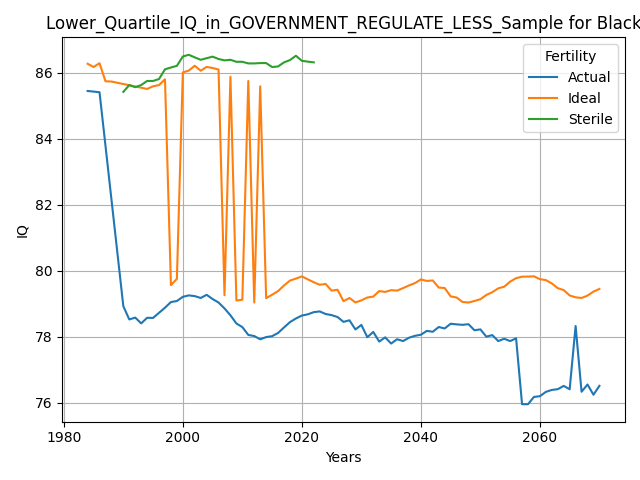 Lower_Quartile_IQ_in_GOVERNMENT_REGULATE_LESS_Sample for Black
Fertility
Actual
Ideal
Sterile
IQ
86
84
82
80
78
76
1980
2000
2020
2040
2060
Years